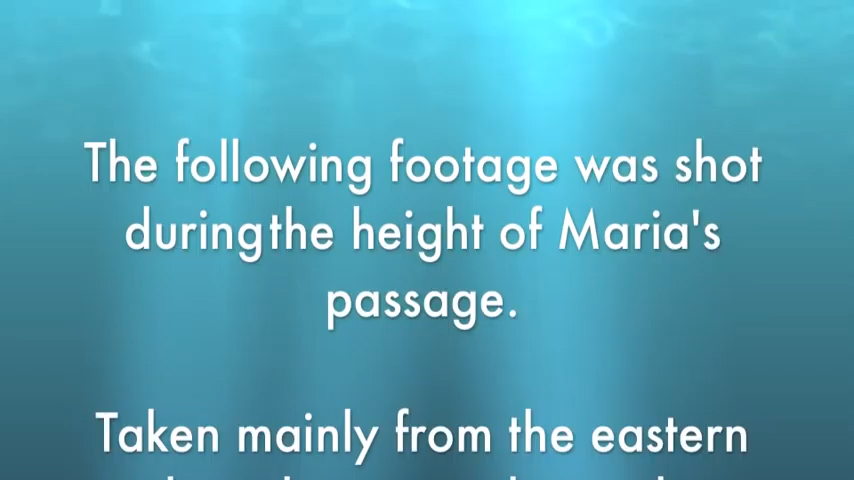 The following footage was shot
duringthe height of Maria's
passage.
Taken mainly from the eastern